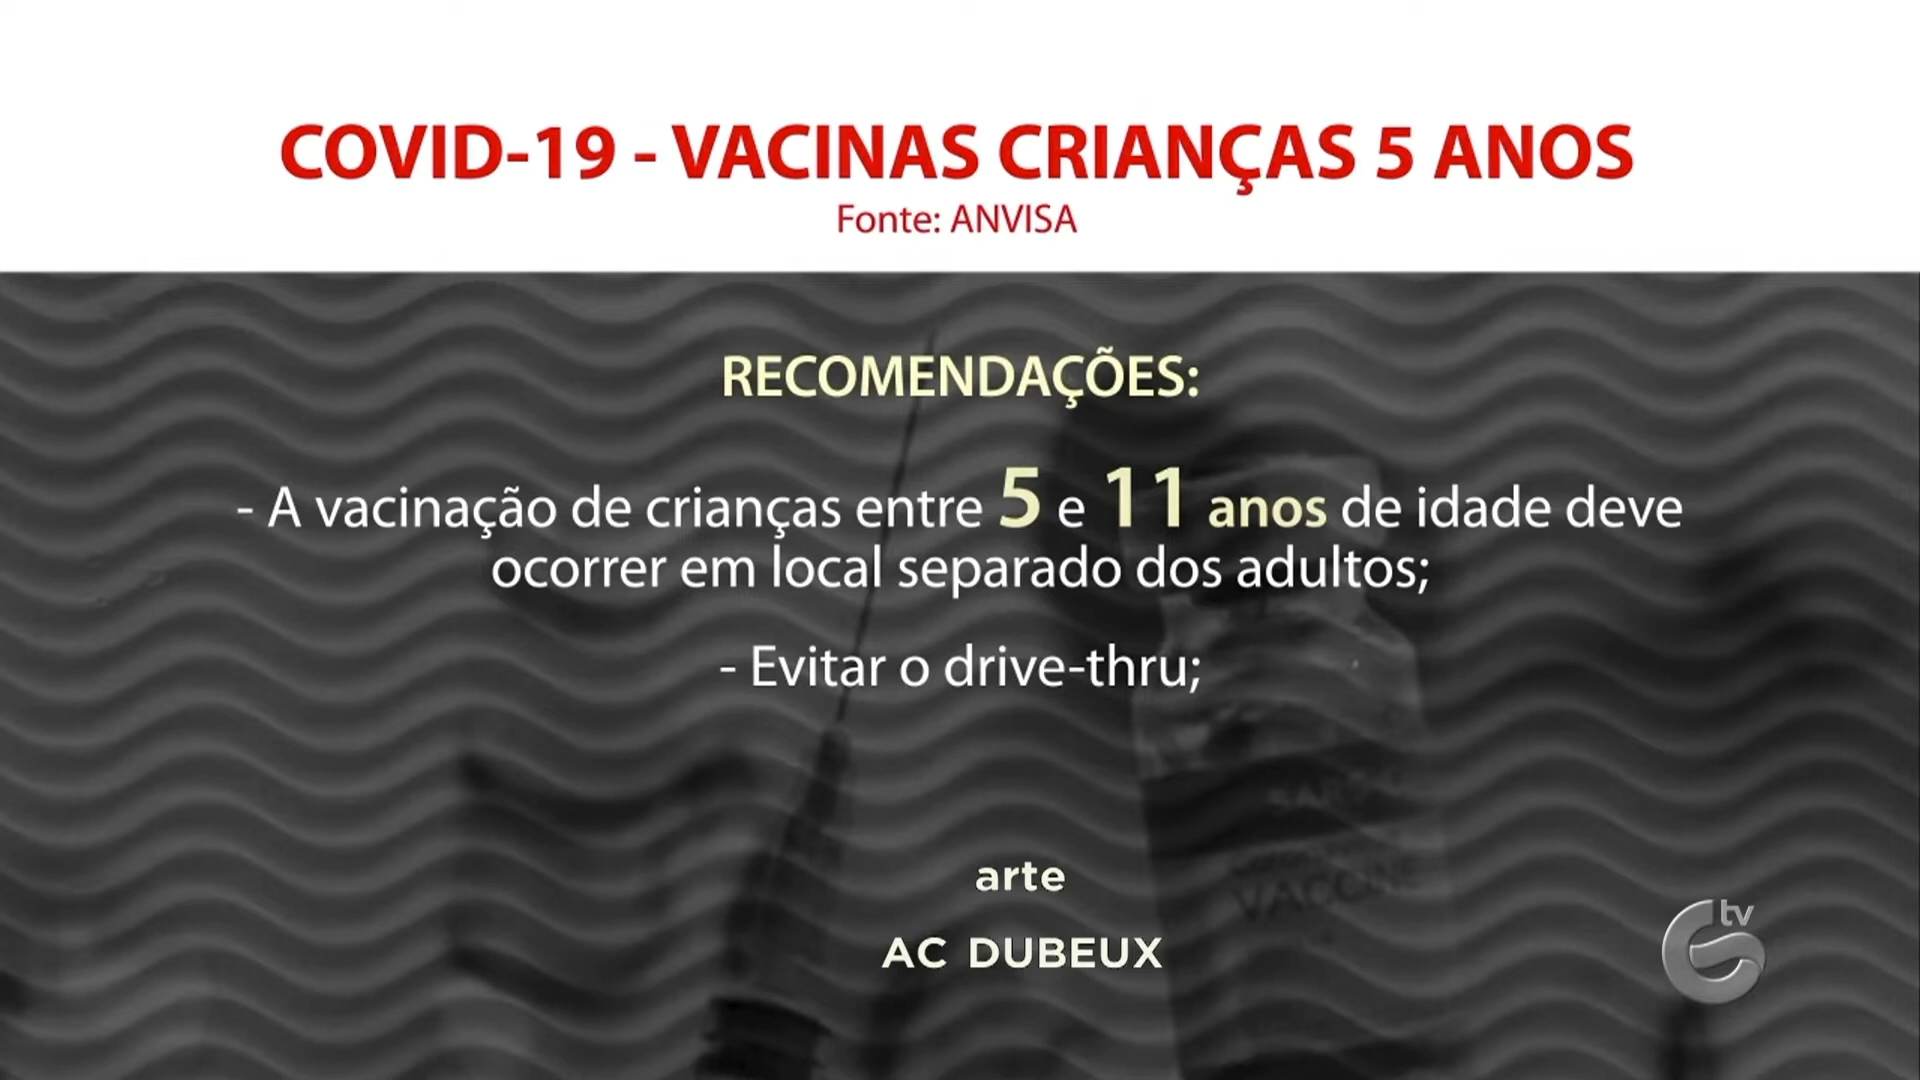 COVID-19 - VACINAS CRIANÇAS 5 ANOS
Fonte: ANVISA
RECOMENDAÇÕES:
- A vacinação de crianças entre 5 e 11 anos de idade deve
ocorrer em local separado dos adultos;
- Evitar o drive-thru;
VACCINE
arte
AC DUBEUX
tv